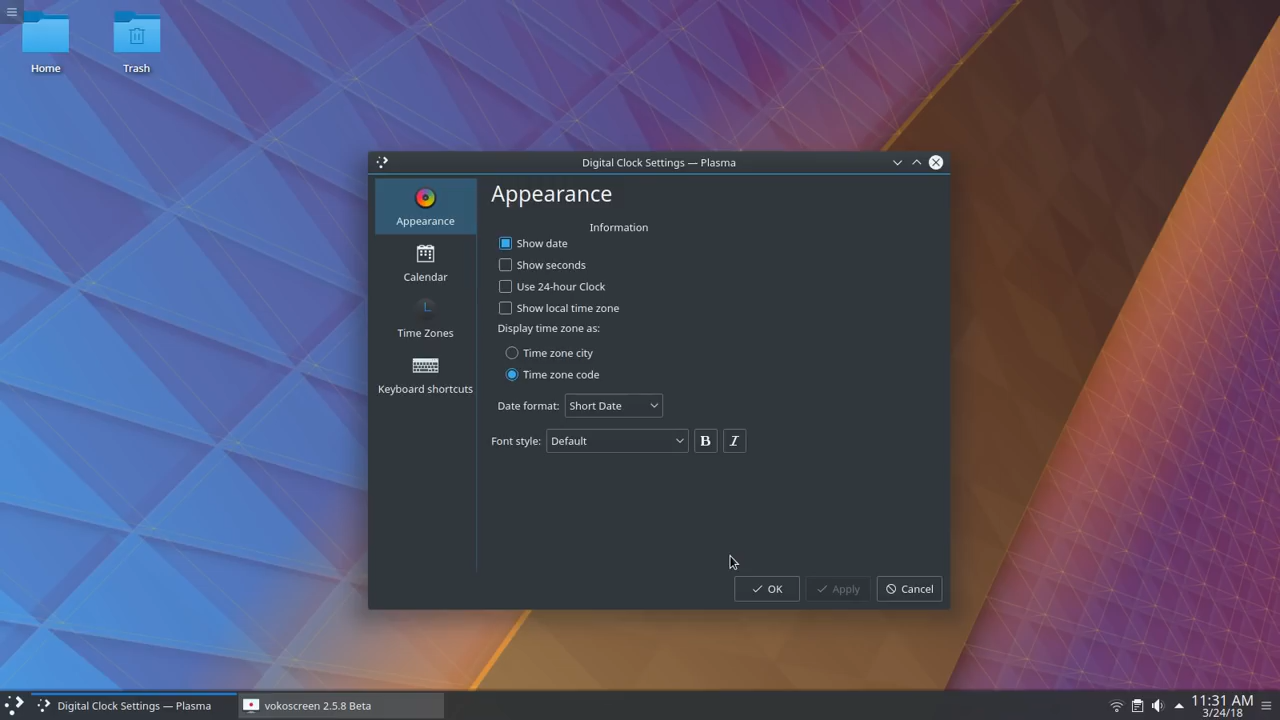 Home
Trash
Digital Clock Settings — Plasma
Appearance
Calendar
Time Zones
Keyboard shortcuts
Appearance
Information
Show date
Show seconds
Use 24-hour Clock
Show local time zone
Display time zone as:
Time zone city
Time zone code
Date format: Short Date
Font style: Default B I
OK Apply Cancel
Digital Clock Settings — Plasma
vokoscreen 2.5.8 Beta
11:31 AM
3/24/18